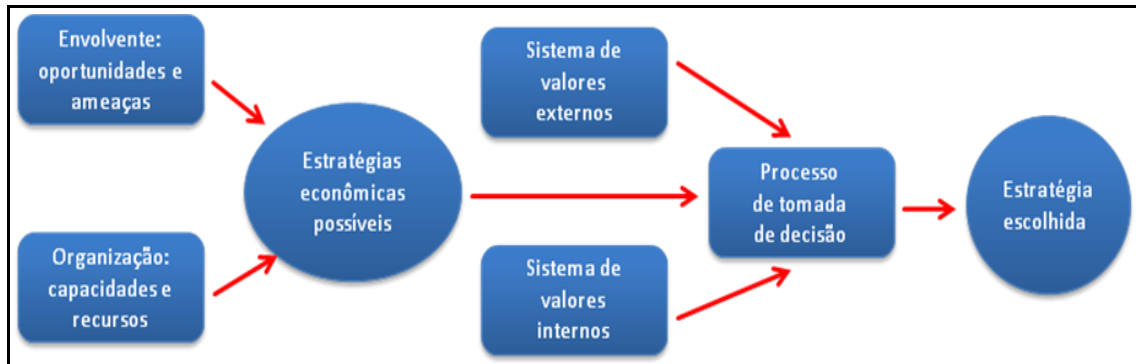 Envolvente:
oportunidades e
ameaças
Organização:
capacidades e
recursos
Estratégias
econômicas
possíveis
Sistema de
valores
externos
Sistema de
valores
internos
Processo
de tomada
de decisão
Estratégia
escolhida